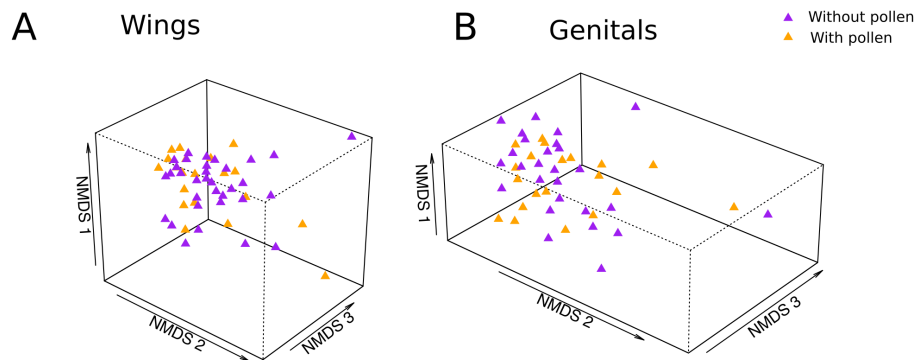 A
Wings
B
Genitals
Without pollen
With pollen
NMDS 1
NMDS 2
NMDS 3
NMDS 1
NMDS 2
NMDS 3